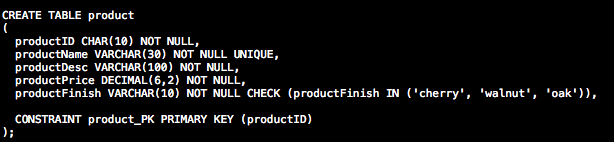 CREATE TABLE product
(
  productID CHAR(10) NOT NULL,
  productName VARCHAR(30) NOT NULL UNIQUE,
  productDesc VARCHAR(100) NOT NULL,
  productPrice DECIMAL(6,2) NOT NULL,
  productFinish VARCHAR(10) NOT NULL CHECK (productFinish IN ('cherry', 'walnut', 'oak')),

  CONSTRAINT product_PK PRIMARY KEY (productID)
);